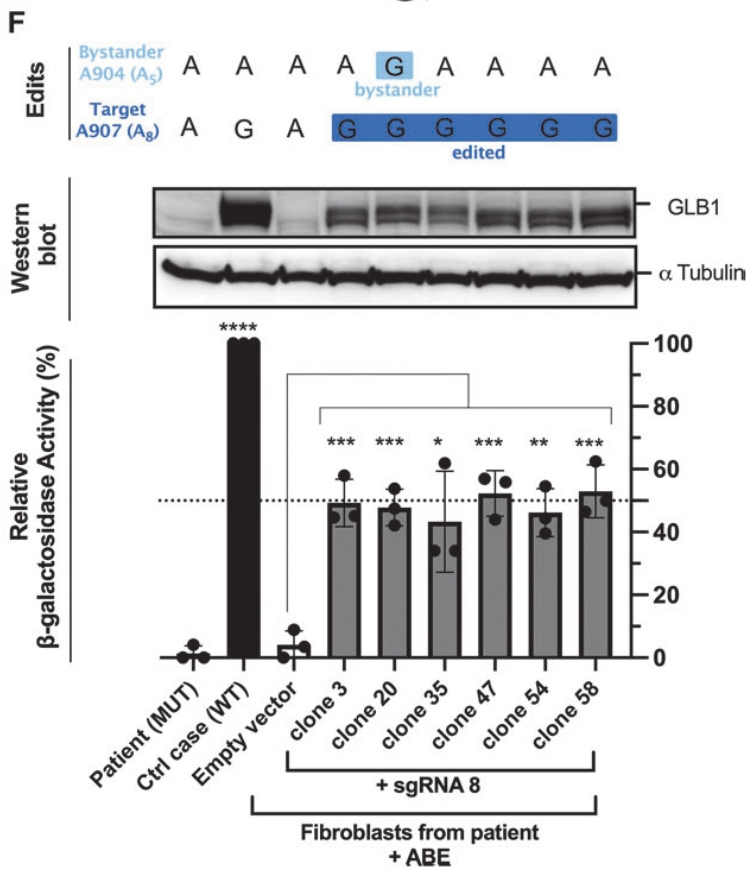 F
Edits
Bystander
A904 (A₅)
A A A A G A A A A
bystander
Target
A907 (A₈)
A G A G G G G G G
edited
Western
blot
GLB1
α Tubulin
Relative
β-galactosidase Activity (%)
****
*** *** * *** ** ***
100
80
60
40
20
0
Patient (MUT)
Ctrl case (WT)
Empty vector
clone 3
clone 20
clone 35
clone 47
clone 54
clone 58
+ sgRNA 8
Fibroblasts from patient
+ ABE